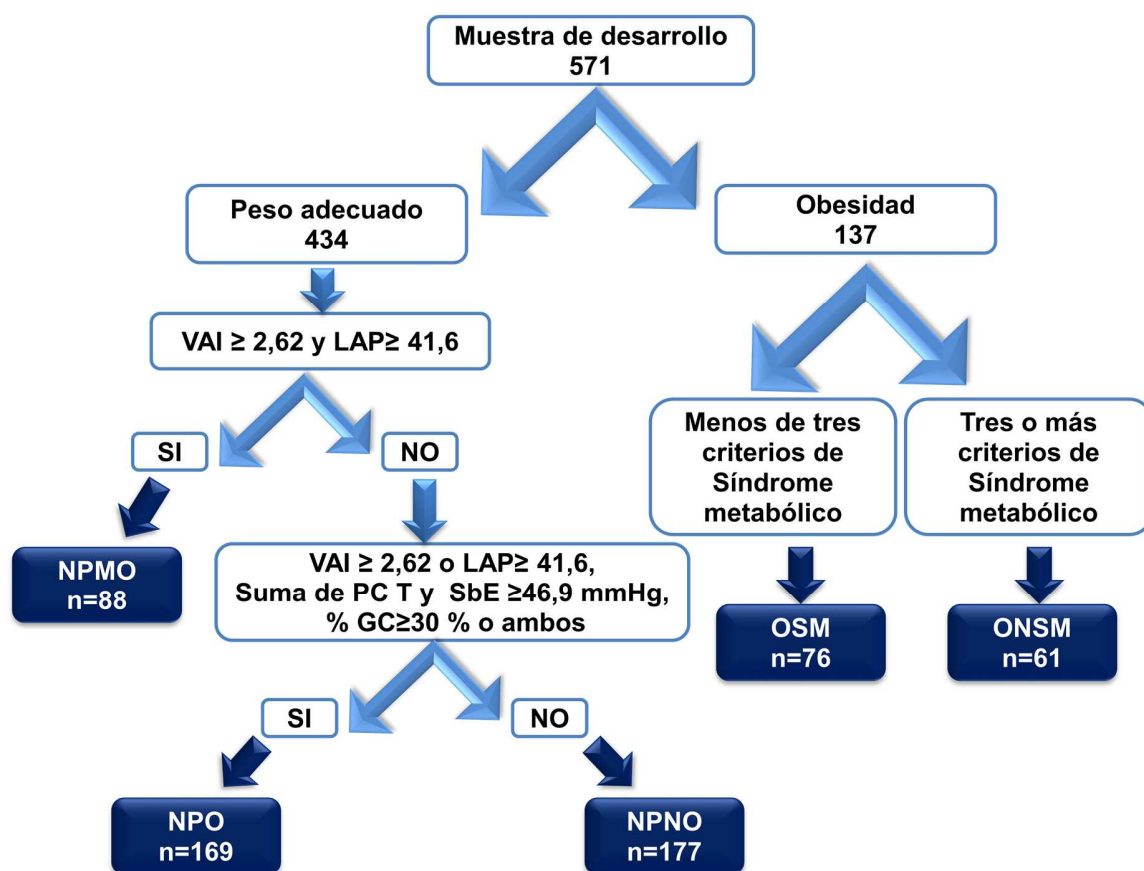 Muestra de desarrollo
571
Peso adecuado
434
Obesidad
137
VAI ≥ 2,62 y LAP≥ 41,6
SI
NO
Menos de tres
criterios de
Síndrome
metabólico
Tres o más
criterios de
Síndrome
metabólico
NPMO
n=88
VAI ≥ 2,62 o LAP≥ 41,6,
Suma de PC T y SbE ≥46,9 mmHg,
% GC≥30 % o ambos
OSM
n=76
ONSM
n=61
SI
NO
NPO
n=169
NPNO
n=177